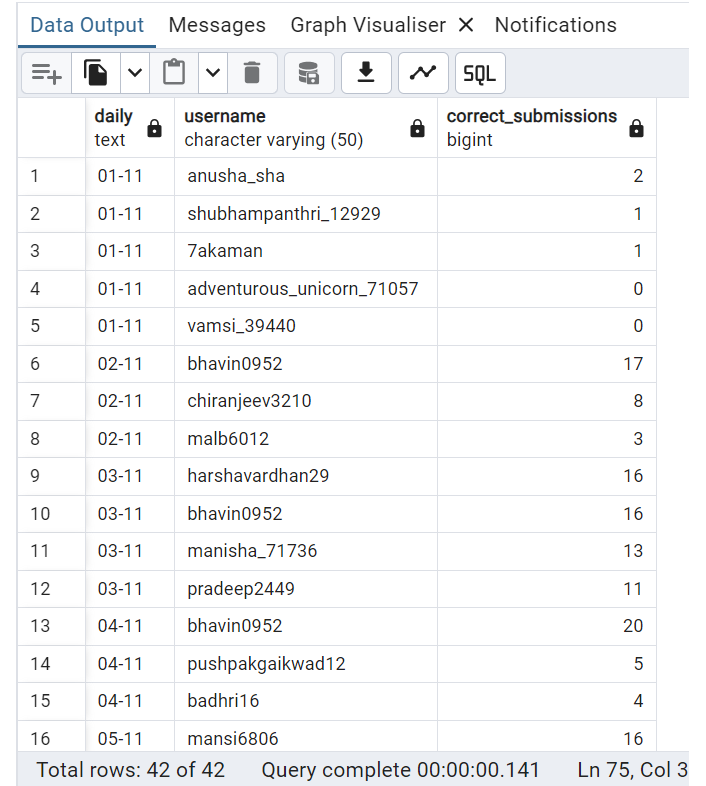 Data Output Messages Graph Visualiser × Notifications
SQL
daily username correct_submissions
text character varying (50) bigint
1 01-11 anusha_sha 2
2 01-11 shubhampanthri_12929 1
3 01-11 7akaman 1
4 01-11 adventurous_unicorn_71057 0
5 01-11 vamsi_39440 0
6 02-11 bhavin0952 17
7 02-11 chiranjeev3210 8
8 02-11 malb6012 3
9 03-11 harshavardhan29 16
10 03-11 bhavin0952 16
11 03-11 manisha_71736 13
12 03-11 pradeep2449 11
13 04-11 bhavin0952 20
14 04-11 pushpakgaikwad12 5
15 04-11 badhri16 4
16 05-11 mansi6806 16
Total rows: 42 of 42 Query complete 00:00:00.141 Ln 75, Col 3